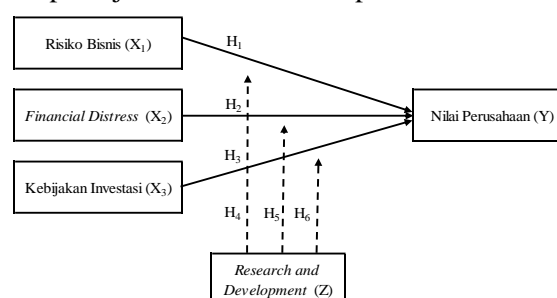 Risiko Bisnis (X₁)
H₁
Financial Distress (X₂)
H₂
Nilai Perusahaan (Y)
Kebijakan Investasi (X₃)
H₃
H₄
H₅
H₆
Research and
Development (Z)